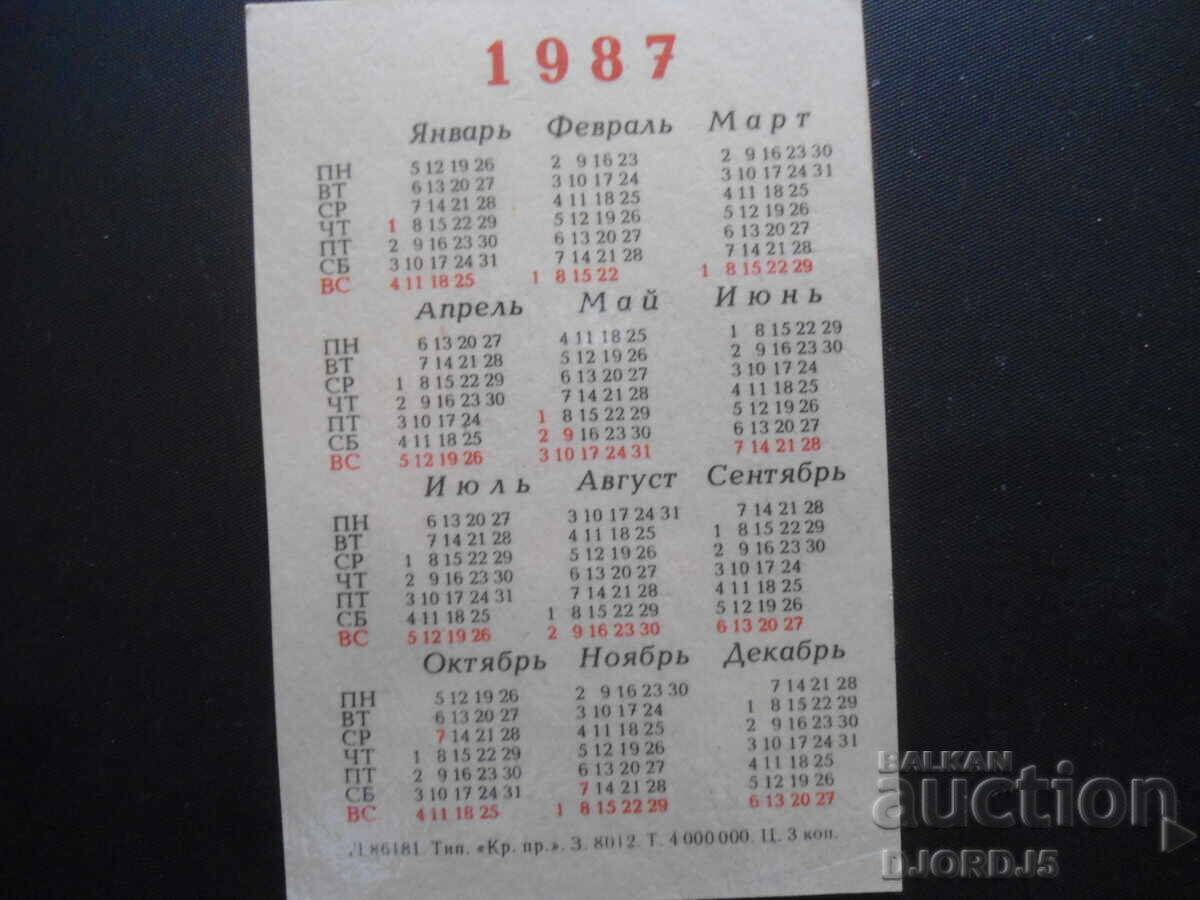 1987
Январь Февраль Март
ПН 5 12 19 26 2 9 16 23 2 9 16 23 30
ВТ 6 13 20 27 3 10 17 24 3 10 17 24 31
СР 7 14 21 28 4 11 18 25 4 11 18 25
ЧТ 1 8 15 22 29 5 12 19 26 5 12 19 26
ПТ 2 9 16 23 30 6 13 20 27 6 13 20 27
СБ 3 10 17 24 31 7 14 21 28 7 14 21 28
ВС 4 11 18 25 1 8 15 22 1 8 15 22 29
Апрель Май Июнь
ПН 6 13 20 27 4 11 18 25 1 8 15 22 29
ВТ 7 14 21 28 5 12 19 26 2 9 16 23 30
СР 1 8 15 22 29 6 13 20 27 3 10 17 24
ЧТ 2 9 16 23 30 7 14 21 28 4 11 18 25
ПТ 3 10 17 24 1 8 15 22 29 5 12 19 26
СБ 4 11 18 25 2 9 16 23 30 6 13 20 27
ВС 5 12 19 26 3 10 17 24 31 7 14 21 28
Июль Август Сентябрь
ПН 6 13 20 27 3 10 17 24 31 7 14 21 28
ВТ 7 14 21 28 4 11 18 25 1 8 15 22 29
СР 1 8 15 22 29 5 12 19 26 2 9 16 23 30
ЧТ 2 9 16 23 30 6 13 20 27 3 10 17 24
ПТ 3 10 17 24 31 7 14 21 28 4 11 18 25
СБ 4 11 18 25 1 8 15 22 29 5 12 19 26
ВС 5 12 19 26 2 9 16 23 30 6 13 20 27
Октябрь Ноябрь Декабрь
ПН 5 12 19 26 2 9 16 23 30 7 14 21 28
ВТ 6 13 20 27 3 10 17 24 1 8 15 22 29
СР 7 14 21 28 4 11 18 25 2 9 16 23 30
ЧТ 1 8 15 22 29 5 12 19 26 3 10 17 24 31
ПТ 2 9 16 23 30 6 13 20 27 4 11 18 25
СБ 3 10 17 24 31 7 14 21 28 5 12 19 26
ВС 4 11 18 25 1 8 15 22 29 6 13 20 27
Л 86181. Тип. «Кр. пр.». З. 8012. Т. 4 000 000. Ц. 3 коп.
BALKAN
auction
DJORDJ5